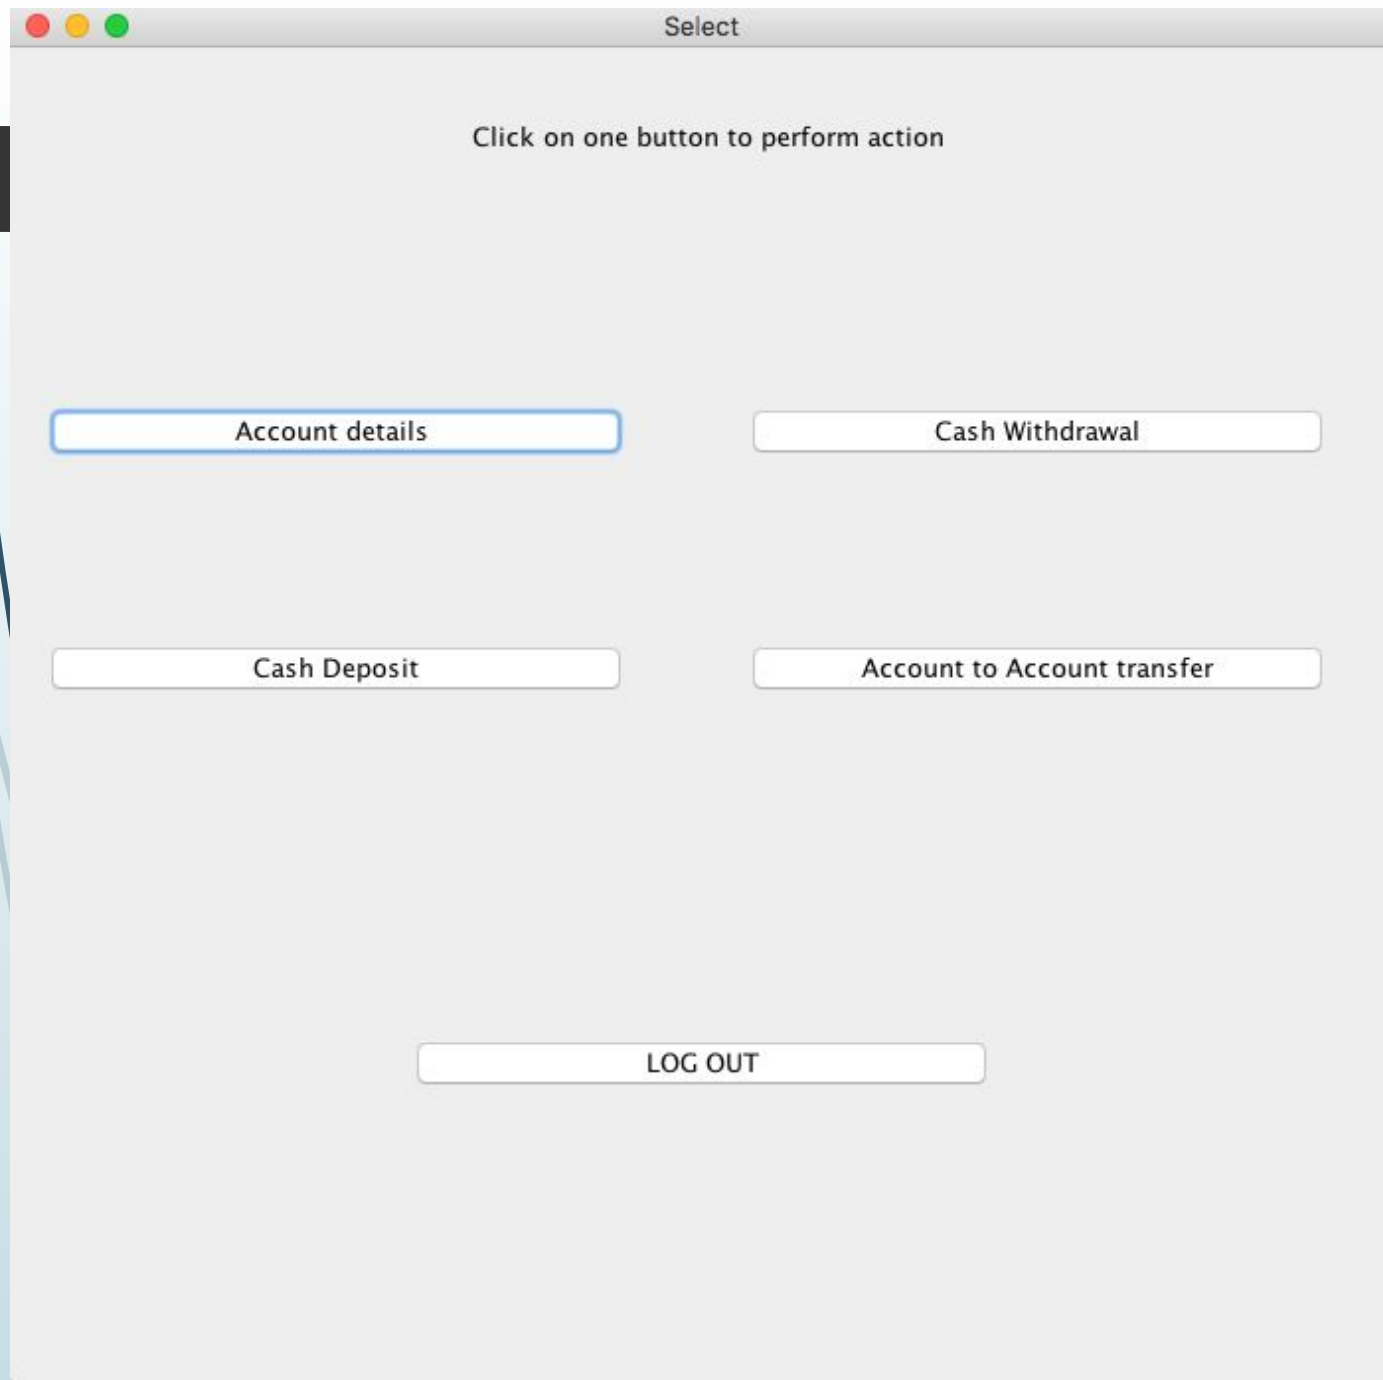 Select
Click on one button to perform action
Account details
Cash Withdrawal
Cash Deposit
Account to Account transfer
LOG OUT